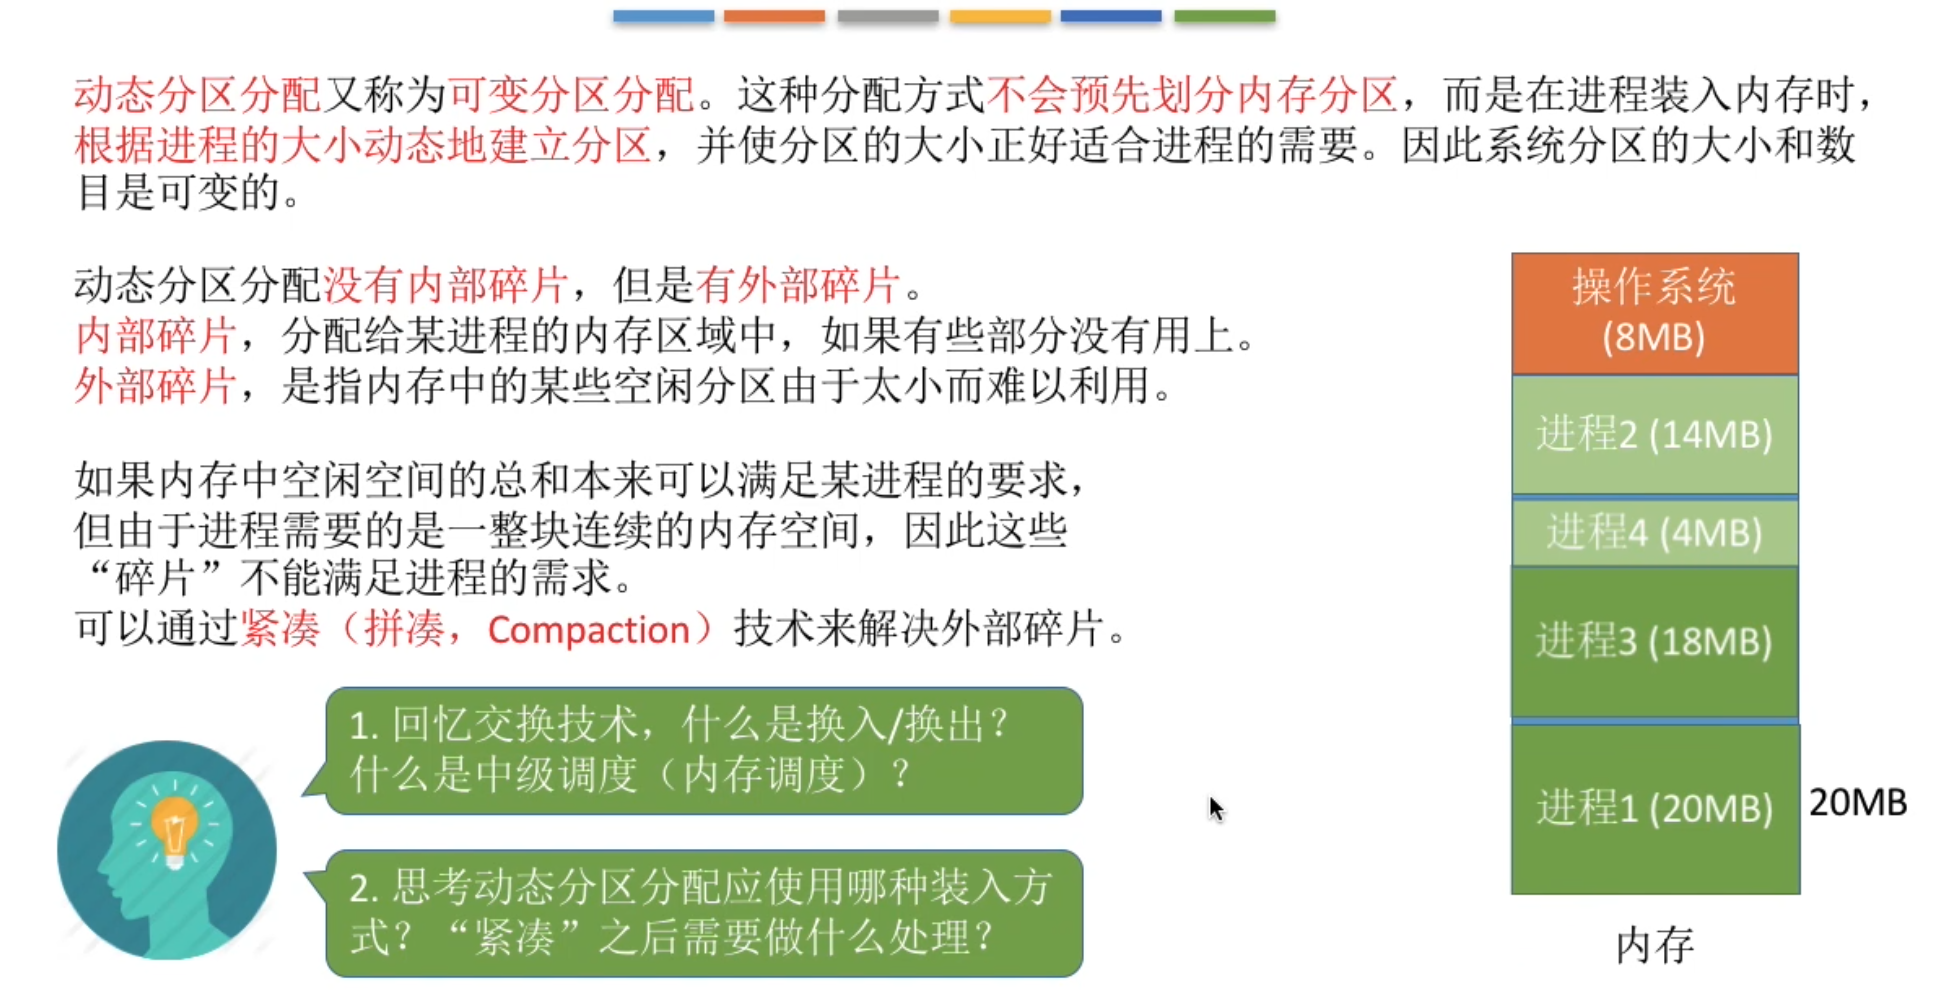 动态分区分配又称为可变分区分配。这种分配方式不会预先划分内存分区，而是在进程装入内存时，
根据进程的大小动态地建立分区，并使分区的大小正好适合进程的需要。因此系统分区的大小和数
目是可变的。
动态分区分配没有内部碎片，但是有外部碎片。
内部碎片，分配给某进程的内存区域中，如果有些部分没有用上。
外部碎片，是指内存中的某些空闲分区由于太小而难以利用。
如果内存中空闲空间的总和本来可以满足某进程的要求，
但由于进程需要的是一整块连续的内存空间，因此这些
“碎片”不能满足进程的需求。
可以通过紧凑（拼凑，Compaction）技术来解决外部碎片。
1. 回忆交换技术，什么是换入/换出？
什么是中级调度（内存调度）？
2. 思考动态分区分配应使用哪种装入方
式？“紧凑”之后需要做什么处理？
操作系统
(8MB)
进程2 (14MB)
进程4 (4MB)
进程3 (18MB)
进程1 (20MB)
20MB
内存